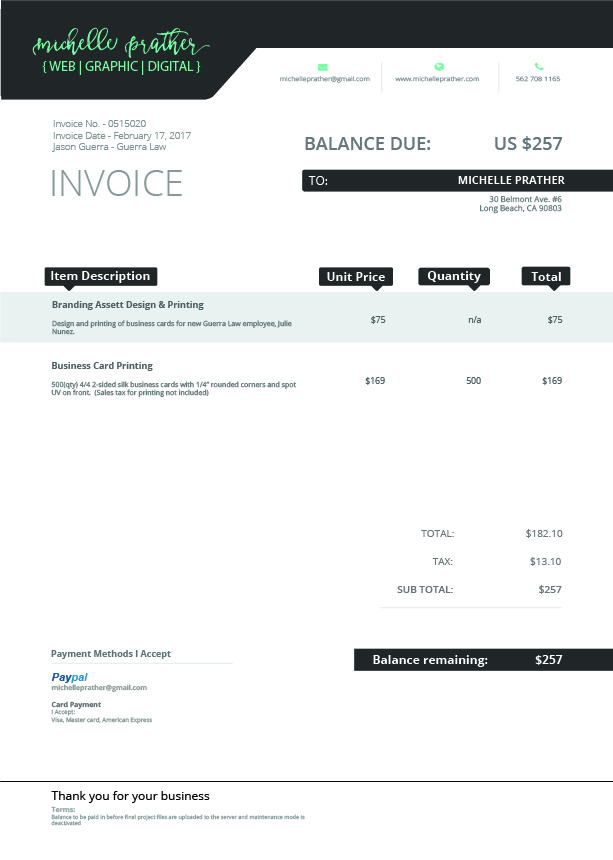 michelle prather
{ WEB | GRAPHIC | DIGITAL }
michelleprather@gmail.com
www.michelleprather.com
562 708 1165
Invoice No. - 0515020
Invoice Date - February 17, 2017
Jason Guerra - Guerra Law
INVOICE
BALANCE DUE: US $257
TO: MICHELLE PRATHER
30 Belmont Ave. #6
Long Beach, CA 90803
Item Description Unit Price Quantity Total
Branding Assett Design & Printing
Design and printing of business cards for new Guerra Law employee, Julie
Nunez.
$75 n/a $75
Business Card Printing
500(qty) 4/4 2-sided silk business cards with 1/4" rounded corners and spot
UV on front. (Sales tax for printing not included)
$169 500 $169
TOTAL: $182.10
TAX: $13.10
SUB TOTAL: $257
Balance remaining: $257
Payment Methods I Accept
Paypal
michelleprather@gmail.com
Card Payment
I Accept:
Visa, Master card, American Express
Thank you for your business
Terms:
Balance to be paid in before final project files are uploaded to the server and maintenance mode is
deactivated